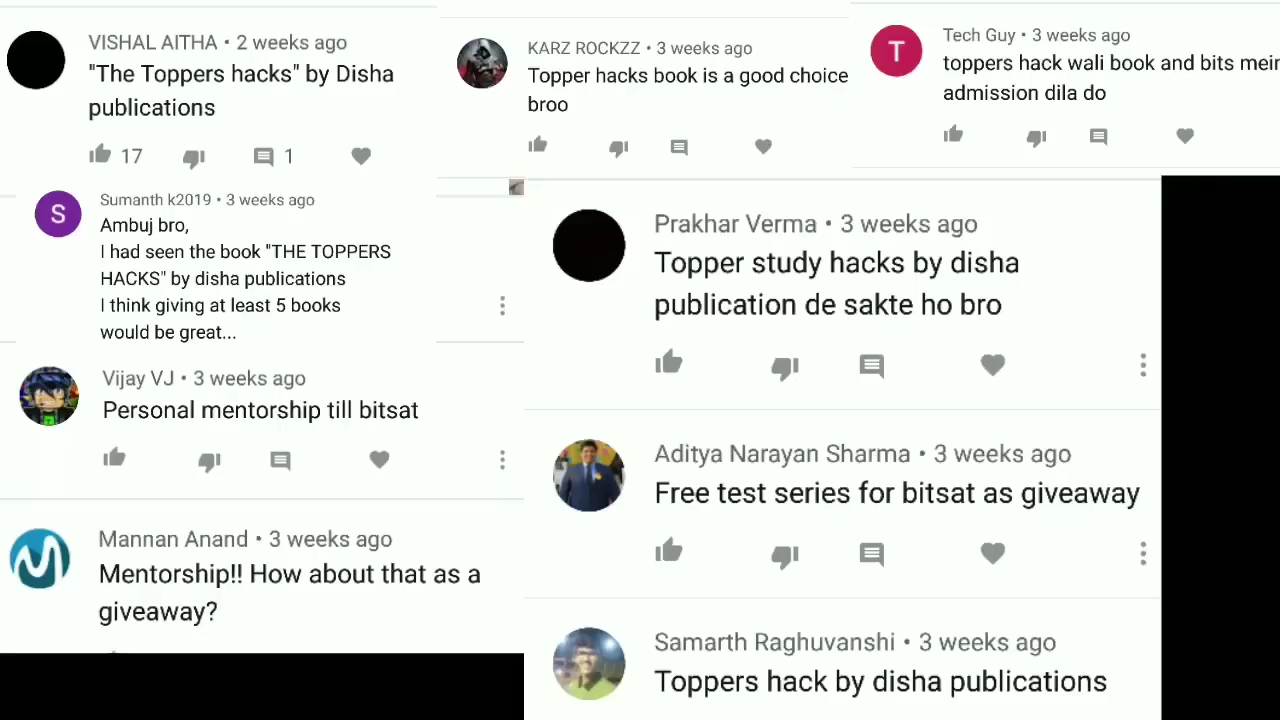 VISHAL AITHA • 2 weeks ago
"The Toppers hacks" by Disha
publications
17
1
KARZ ROCKZZ • 3 weeks ago
Topper hacks book is a good choice
broo
T
Tech Guy • 3 weeks ago
toppers hack wali book and bits mein
admission dila do
S
Sumanth k2019 • 3 weeks ago
Ambuj bro,
I had seen the book "THE TOPPERS
HACKS" by disha publications
I think giving at least 5 books
would be great...
Vijay VJ • 3 weeks ago
Personal mentorship till bitsat
Mannan Anand • 3 weeks ago
Mentorship!! How about that as a
giveaway?
Prakhar Verma • 3 weeks ago
Topper study hacks by disha
publication de sakte ho bro
Aditya Narayan Sharma • 3 weeks ago
Free test series for bitsat as giveaway
Samarth Raghuvanshi • 3 weeks ago
Toppers hack by disha publications